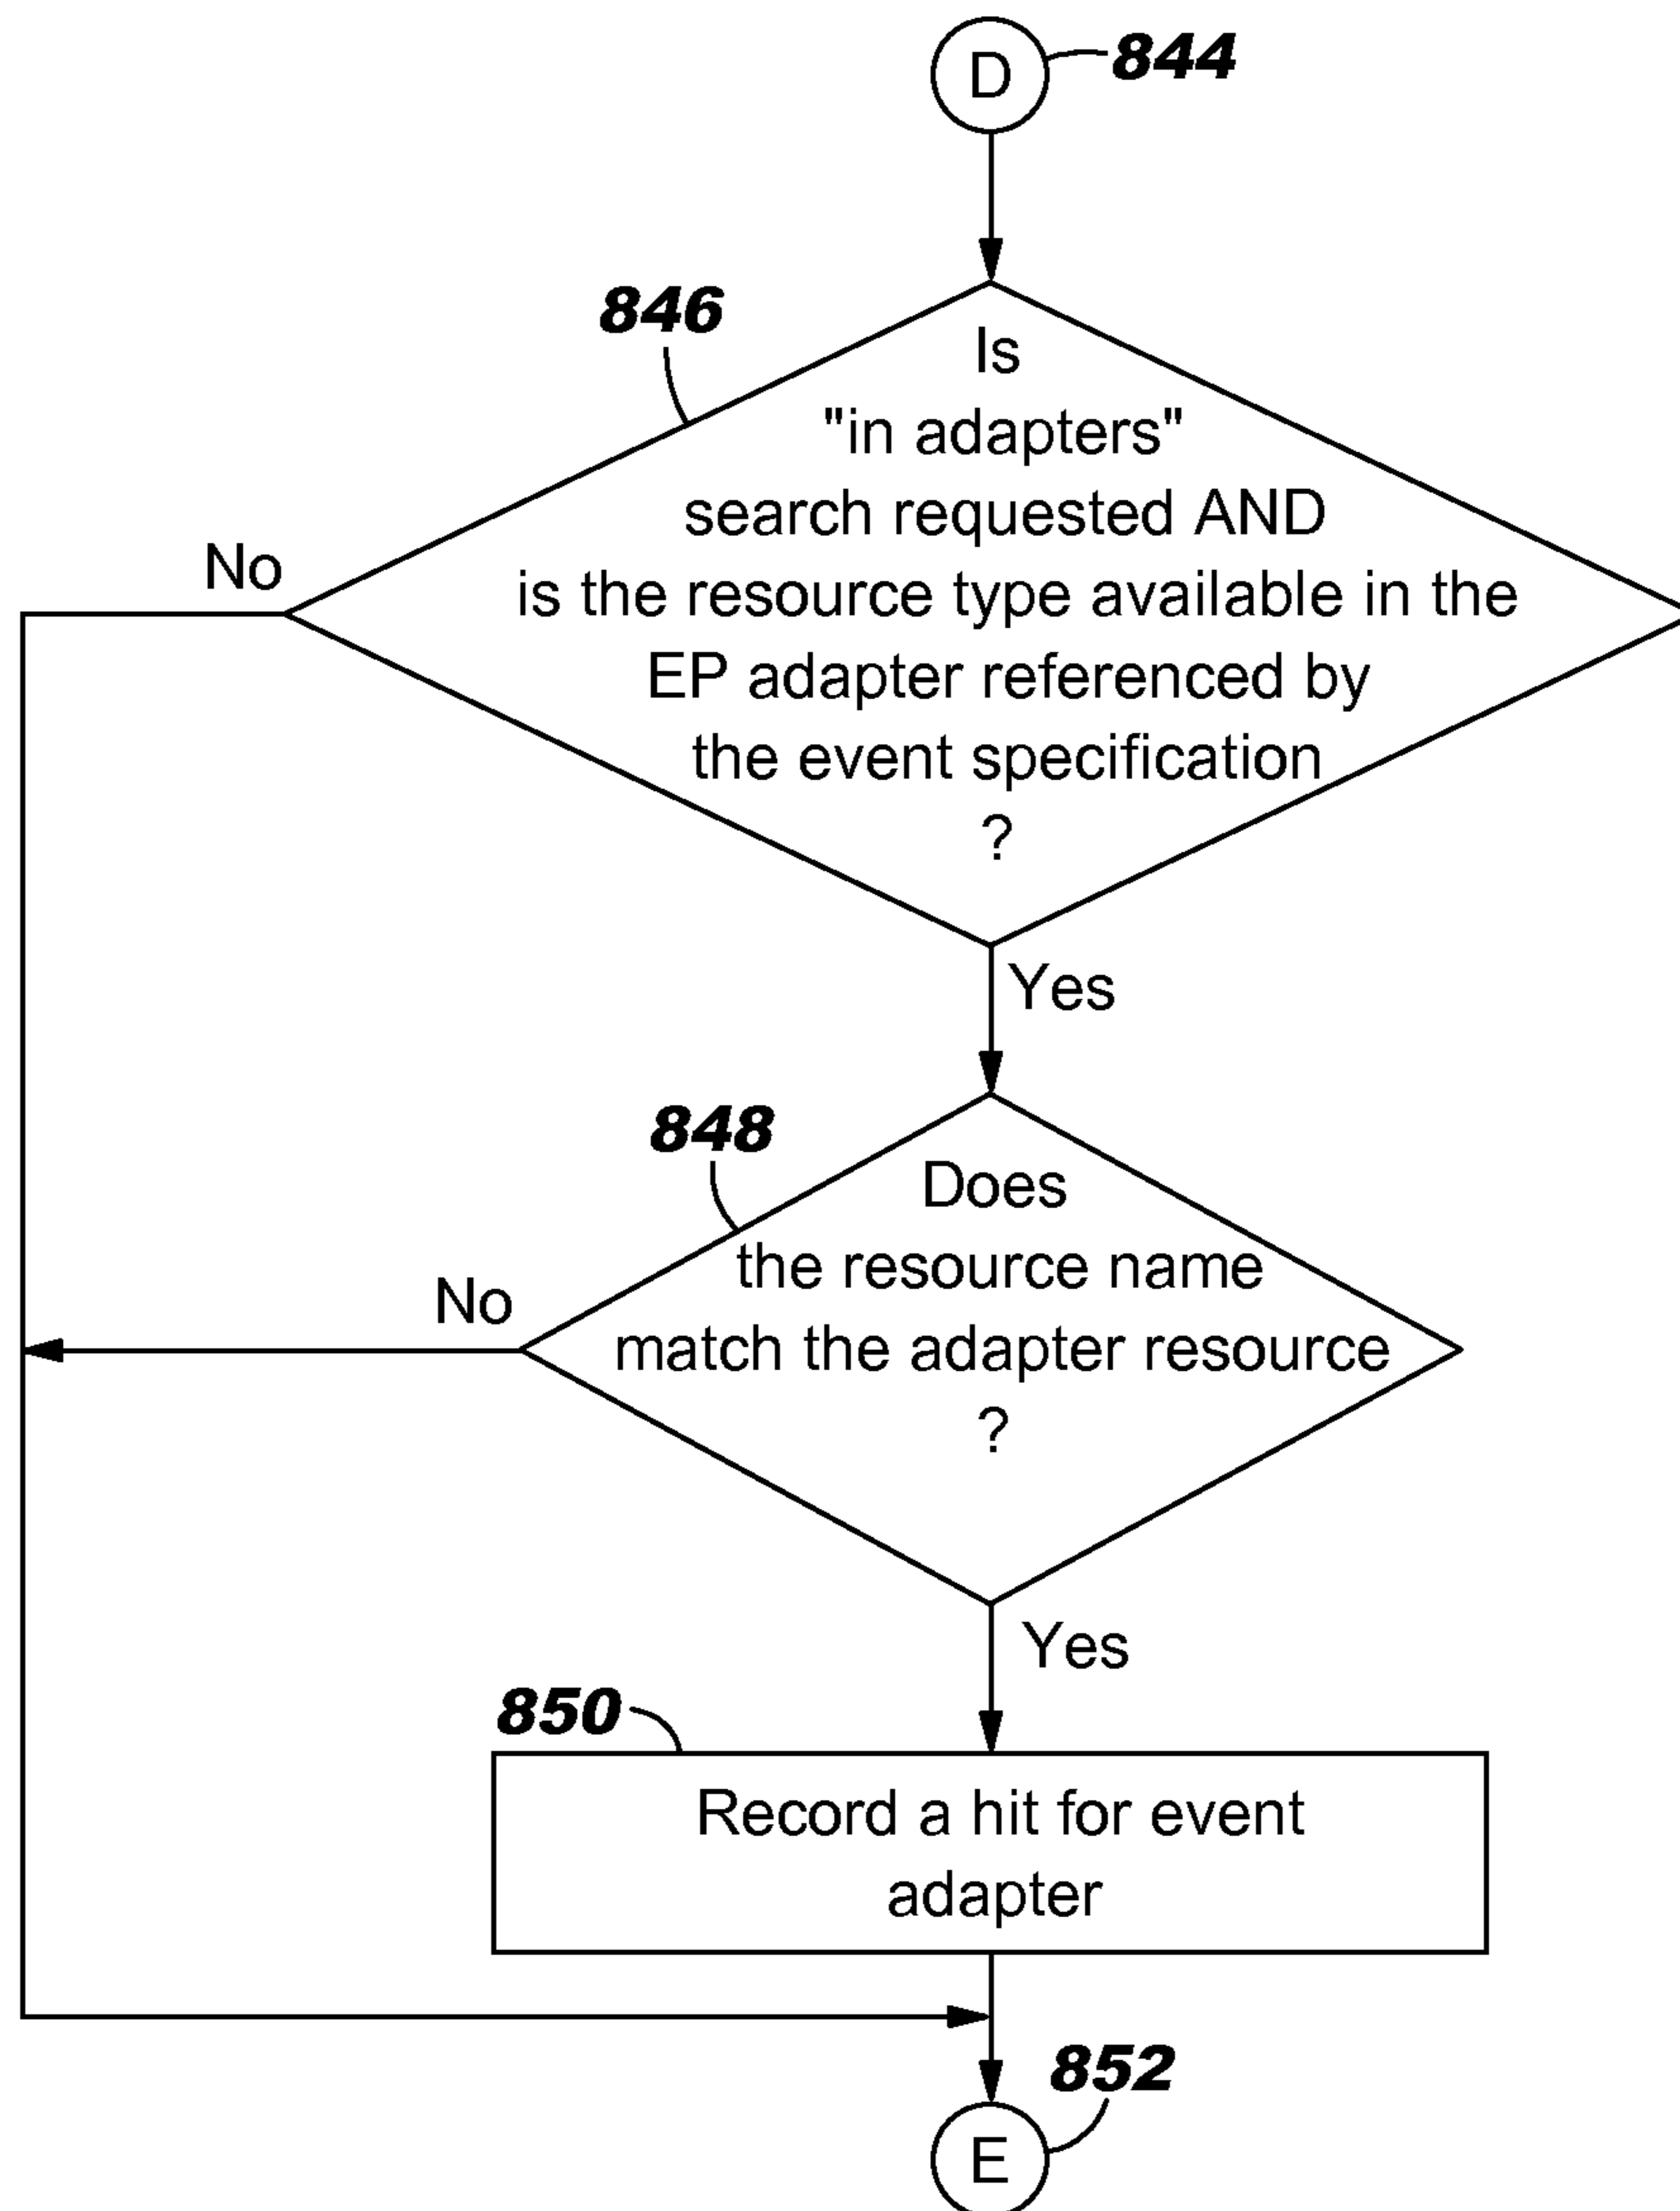 D
844
846
Is
"in adapters"
search requested AND
No
is the resource type available in the
EP adapter referenced by
the event specification
?
Yes
848
Does
the resource name
No
match the adapter resource
?
Yes
850
Record a hit for event
adapter
852
E